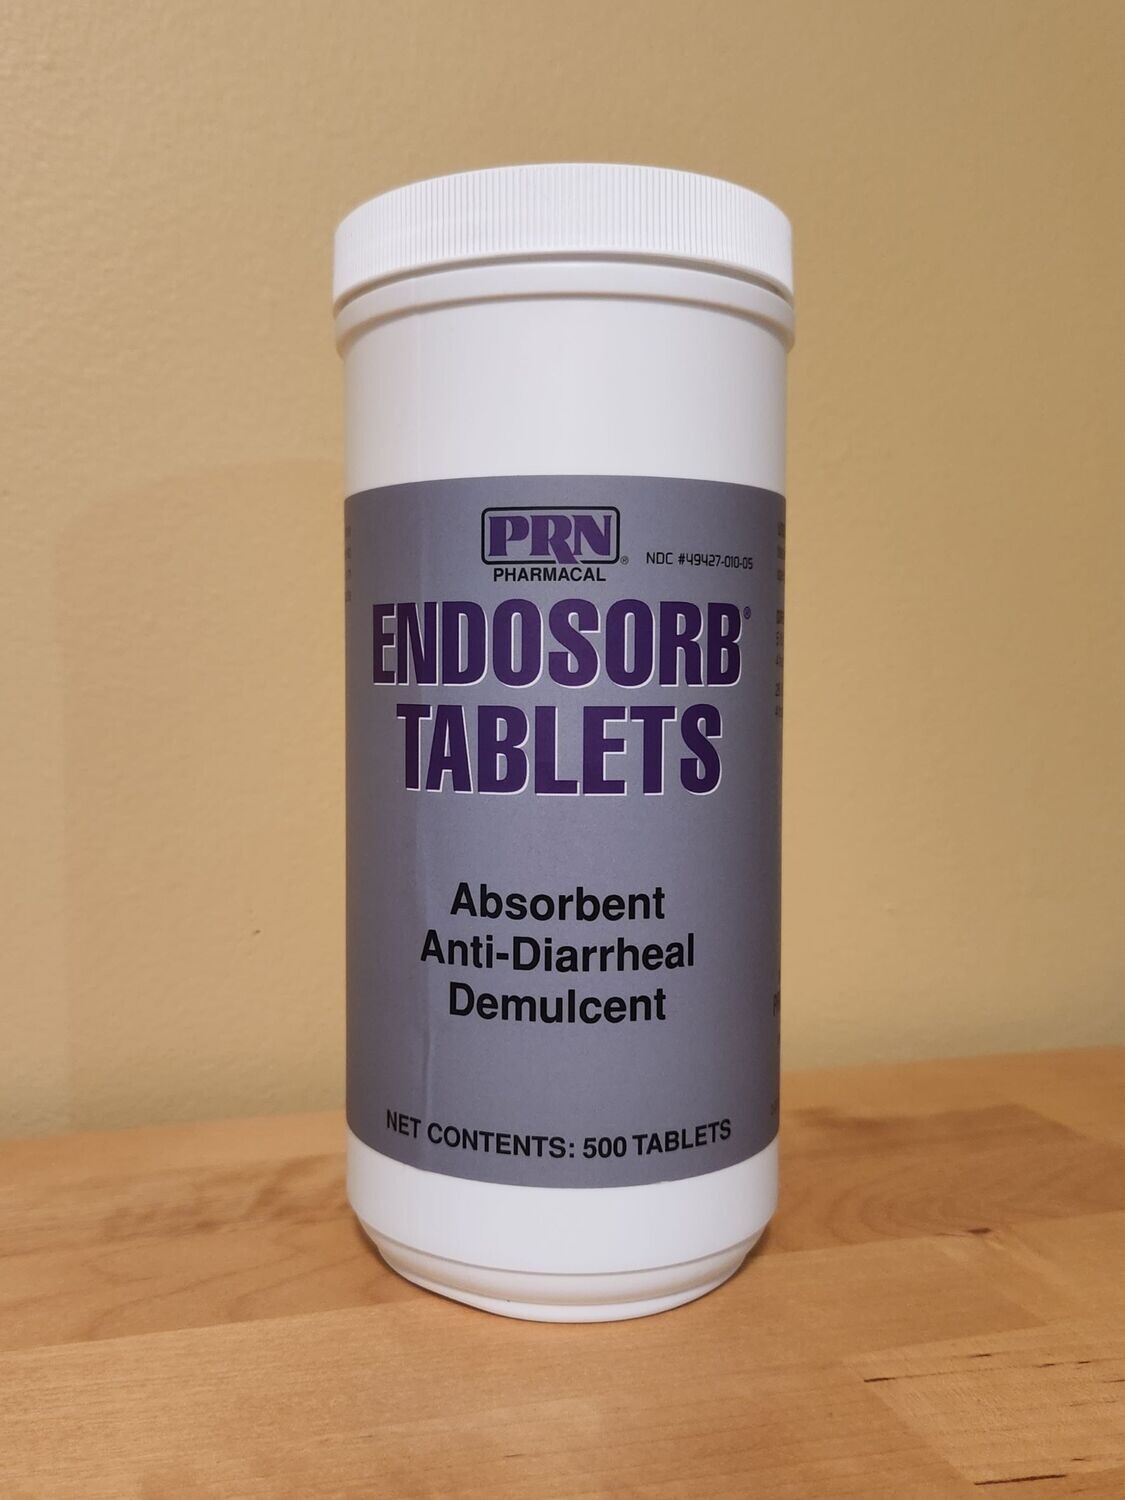 PRN®
PHARMACAL
NDC #49427-010-05
ENDOSORB®
TABLETS
Absorbent
Anti-Diarrheal
Demulcent
NET CONTENTS: 500 TABLETS